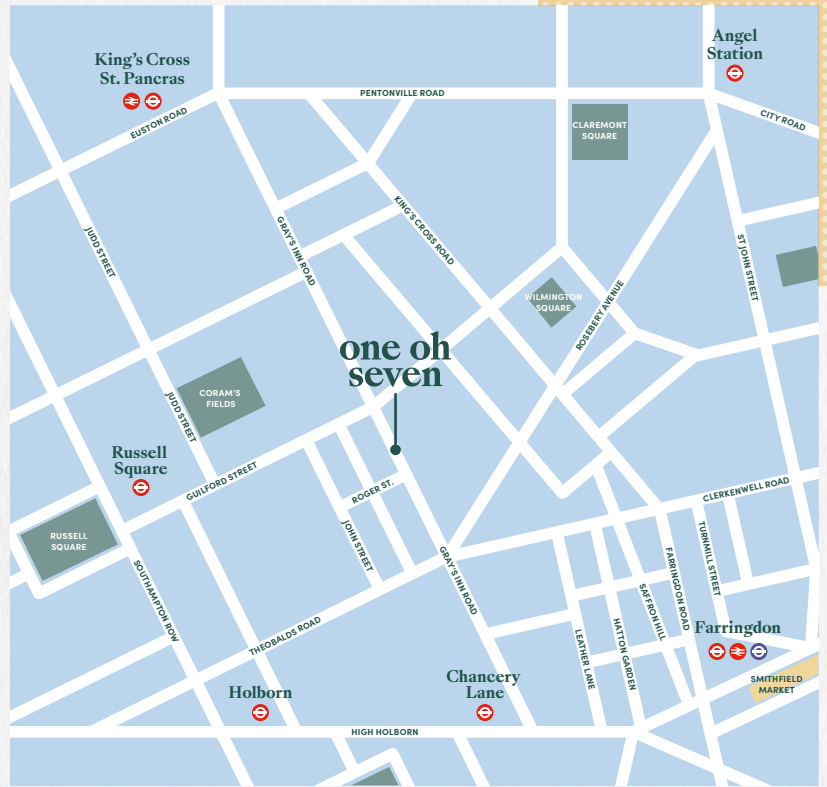 King's Cross
St. Pancras
Angel
Station
PENTONVILLE ROAD
EUSTON ROAD
CITY ROAD
CLAREMONT
SQUARE
JUDD STREET
GRAY'S INN ROAD
KING'S CROSS ROAD
ST JOHN STREET
WILMINGTON
SQUARE
ROSEBERY AVENUE
one oh
seven
CORAM'S
FIELDS
JUDD STREET
Russell
Square
GUILFORD STREET
ROGER ST.
CLERKENWELL ROAD
RUSSELL
SQUARE
JOHN STREET
GRAY'S INN ROAD
TURNMILL STREET
FARRINGDON ROAD
SOUTHAMPTON ROW
SAFFRON HILL
THEOBALDS ROAD
LEATHER LANE
HATTON GARDEN
Farringdon
SMITHFIELD
MARKET
Holborn
Chancery
Lane
HIGH HOLBORN